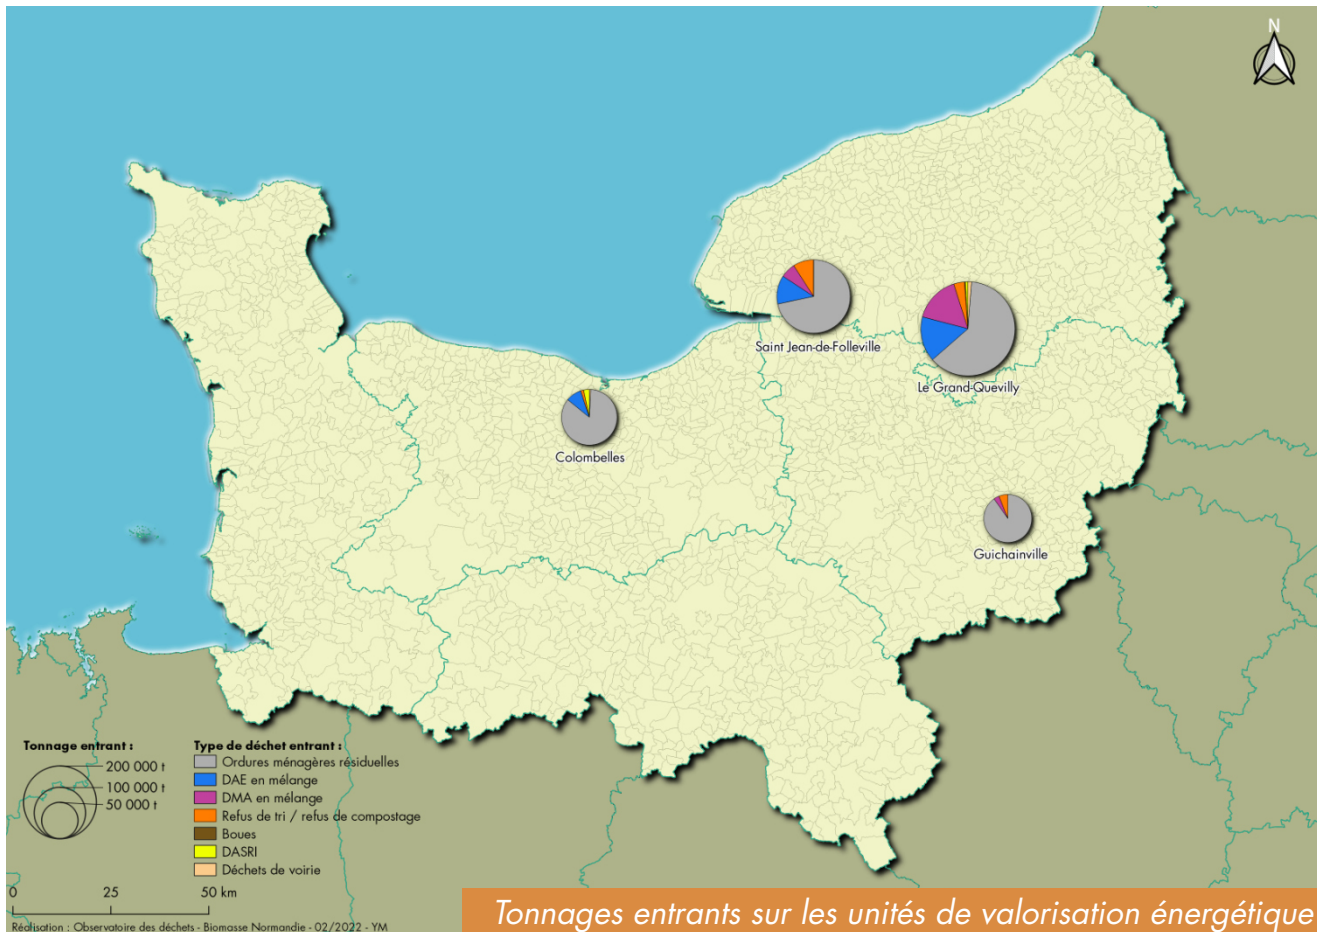 N
Saint Jean-de-Folleville
Le Grand-Quevilly
Colombelles
Guichainville
Tonnage entrant :
200 000 t
100 000 t
50 000 t
Type de déchet entrant :
Ordures ménagères résiduelles
DAE en mélange
DMA en mélange
Refus de tri / refus de compostage
Boues
DASRI
Déchets de voirie
0 25 50 km
Réalisation : Observatoire des déchets - Biomasse Normandie - 02/2022 - YM
Tonnages entrants sur les unités de valorisation énergétique